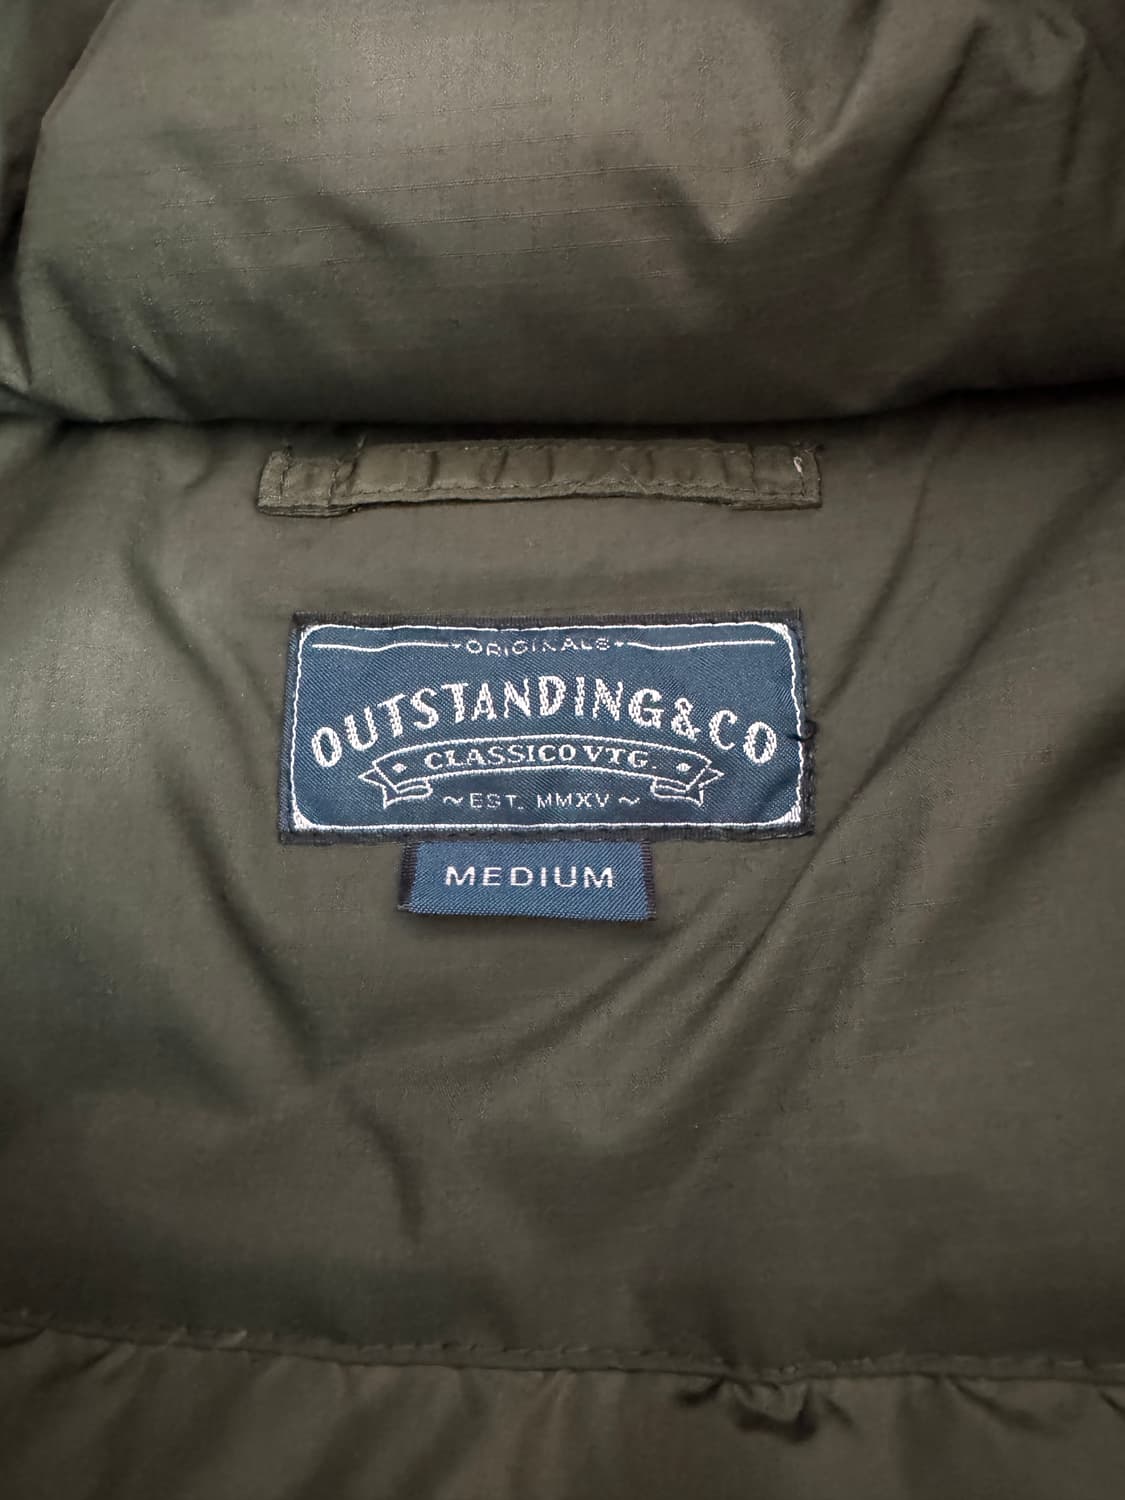 ORIGINALS
OUTSTANDING&CO
CLASSICO VTG.
~EST. MMXV~
MEDIUM